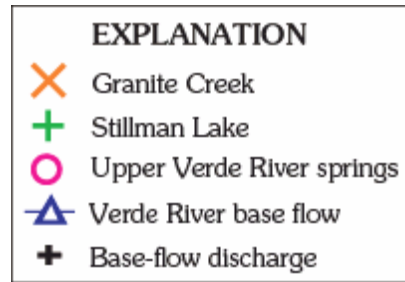 EXPLANATION
Granite Creek
Stillman Lake
Upper Verde River springs
Verde River base flow
Base-flow discharge